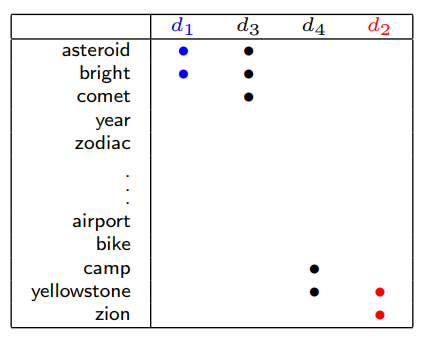 d1 d3 d4 d2
asteroid • •
bright • •
comet •
year
zodiac
.
.
.
airport
bike
camp •
yellowstone • •
zion •